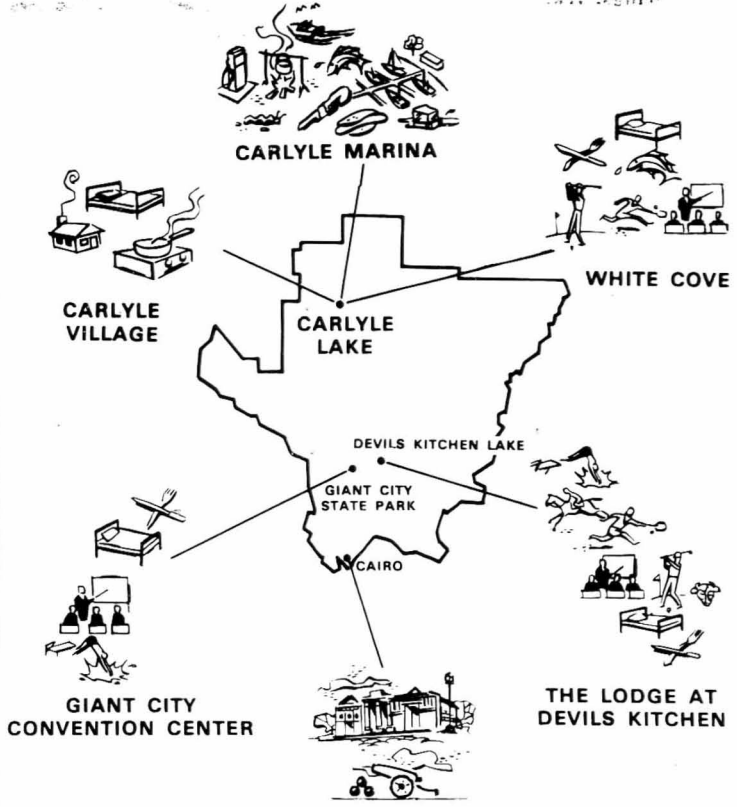 CARLYLE MARINA
WHITE COVE
CARLYLE
VILLAGE
CARLYLE
LAKE
DEVILS KITCHEN LAKE
GIANT CITY
STATE PARK
CAIRO
GIANT CITY
CONVENTION CENTER
THE LODGE AT
DEVILS KITCHEN